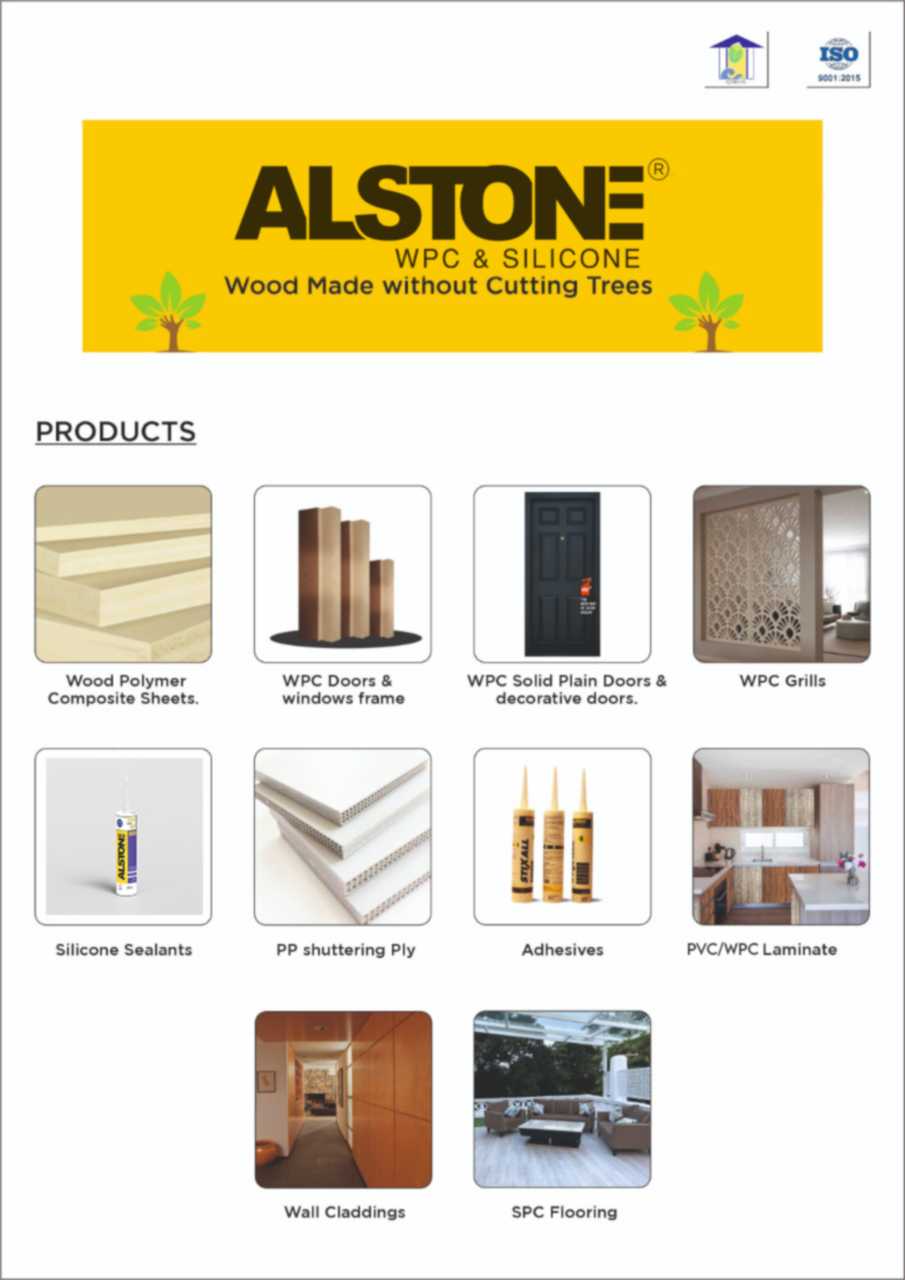 ISO
9001:2015
ALSTONE®
WPC & SILICONE
Wood Made without Cutting Trees
PRODUCTS
Wood Polymer
Composite Sheets.
WPC Doors &
windows frame
WPC Solid Plain Doors &
decorative doors.
WPC Grills
ALSTONE
STIXALL
Silicone Sealants
PP shuttering Ply
Adhesives
PVC/WPC Laminate
Wall Claddings
SPC Flooring